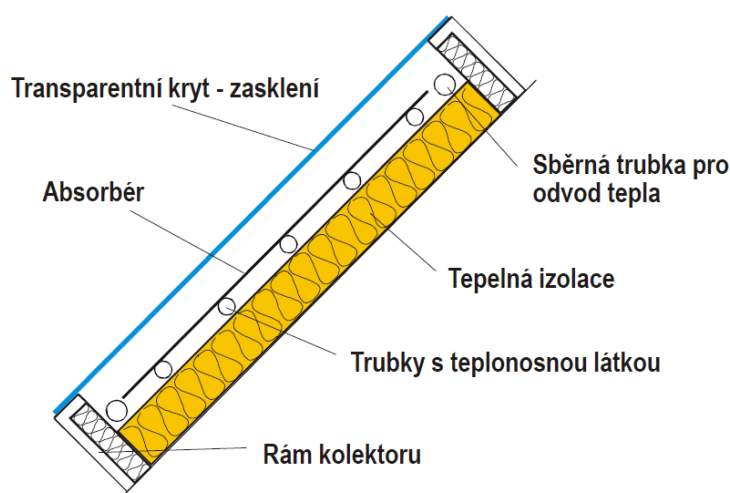 Transparentní kryt - zasklení
Absorbér
Sběrná trubka pro
odvod tepla
Tepelná izolace
Trubky s teplonosnou látkou
Rám kolektoru